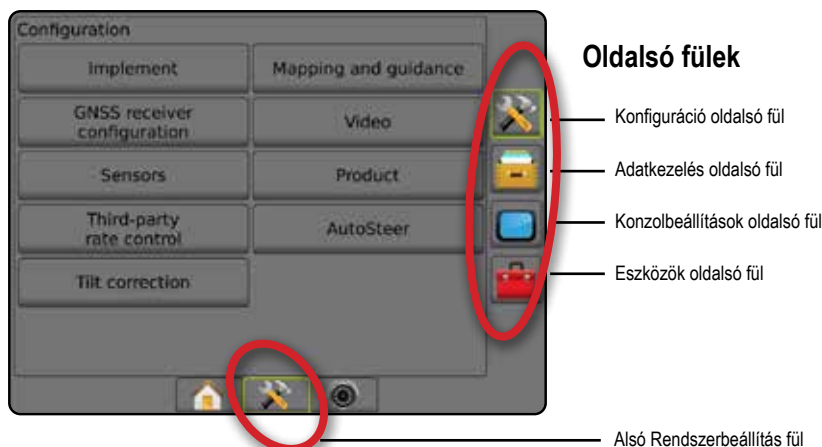 Configuration
Implement
Mapping and guidance
GNSS receiver
configuration
Video
Sensors
Product
Third-party
rate control
AutoSteer
Tilt correction
Oldalsó fülek
Konfiguráció oldalsó fül
Adatkezelés oldalsó fül
Konzolbeállítások oldalsó fül
Eszközök oldalsó fül
Alsó Rendszerbeállítás fül